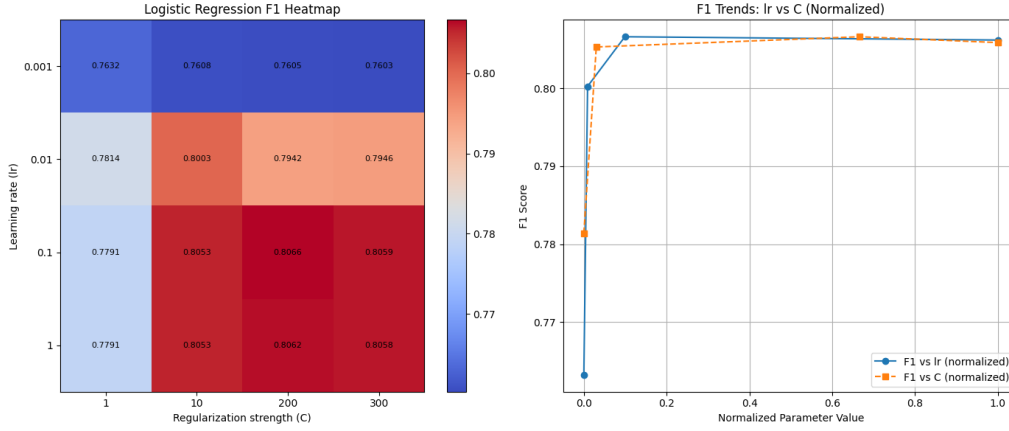 Logistic Regression F1 Heatmap
Learning rate (lr)
0.001
0.01
0.1
1
0.7632 0.7608 0.7605 0.7603
0.7814 0.8003 0.7942 0.7946
0.7791 0.8053 0.8066 0.8059
0.7791 0.8053 0.8062 0.8058
1 10 200 300
Regularization strength (C)
0.80
0.79
0.78
0.77
F1 Trends: lr vs C (Normalized)
F1 Score
0.80
0.79
0.78
0.77
F1 vs lr (normalized)
F1 vs C (normalized)
0.0 0.2 0.4 0.6 0.8 1.0
Normalized Parameter Value